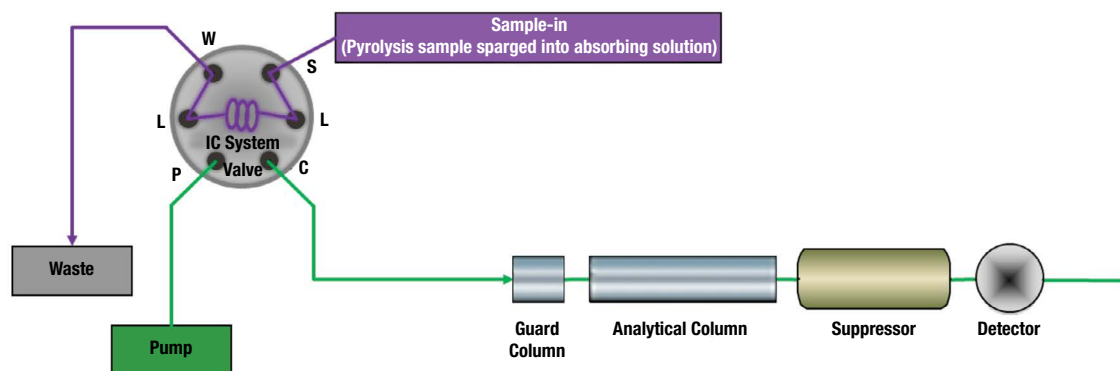 Sample-in
(Pyrolysis sample sparged into absorbing solution)
W
S
L
L
IC System
Valve
P
C
Waste
Pump
Guard
Column
Analytical Column
Suppressor
Detector